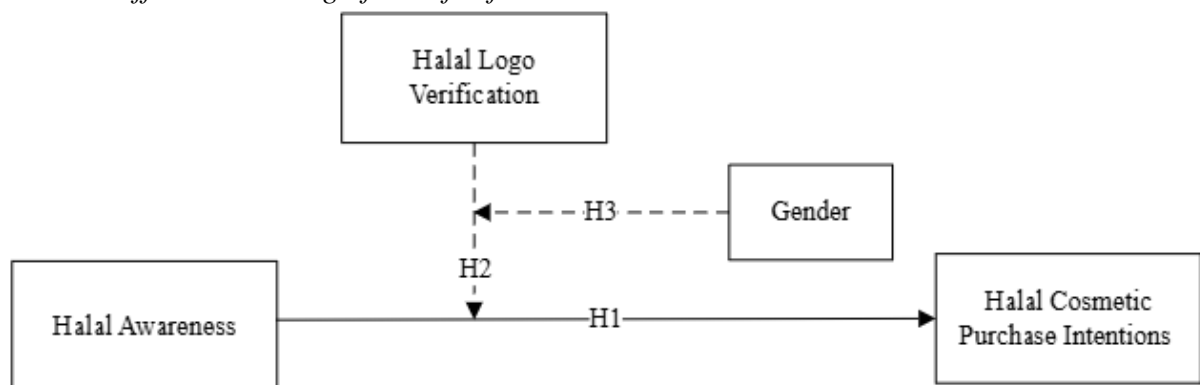 Halal Logo
Verification
H3
Gender
H2
Halal Awareness
H1
Halal Cosmetic
Purchase Intentions